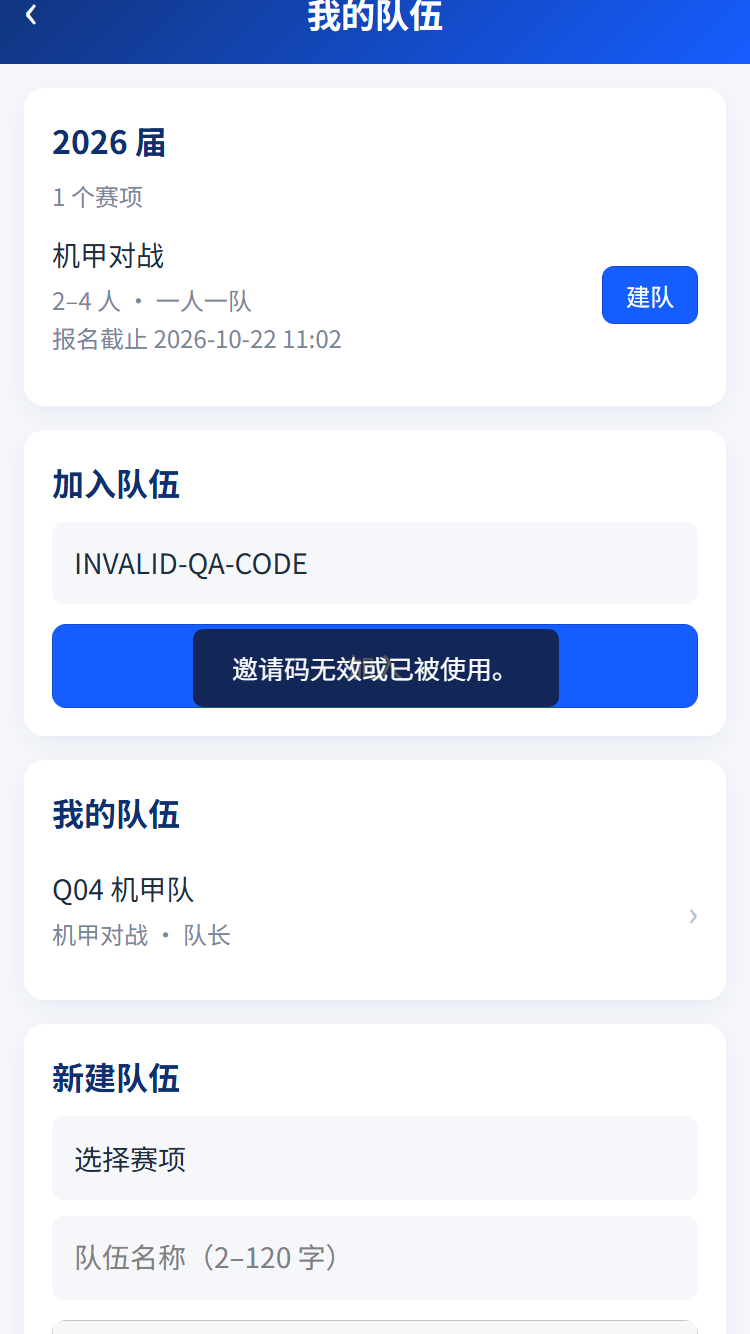 ‹
我的队伍
2026 届
1 个赛项
机甲对战
2–4 人 · 一人一队
建队
报名截止 2026-10-22 11:02
加入队伍
INVALID-QA-CODE
邀请码无效或已被使用。
我的队伍
Q04 机甲队
机甲对战 · 队长
›
新建队伍
选择赛项
队伍名称（2–120 字）